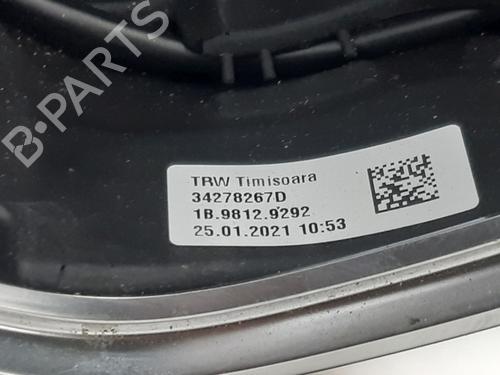 B-PARTS
TRW Timisoara
34278267D
1B.9812.9292
25.01.2021 10:53